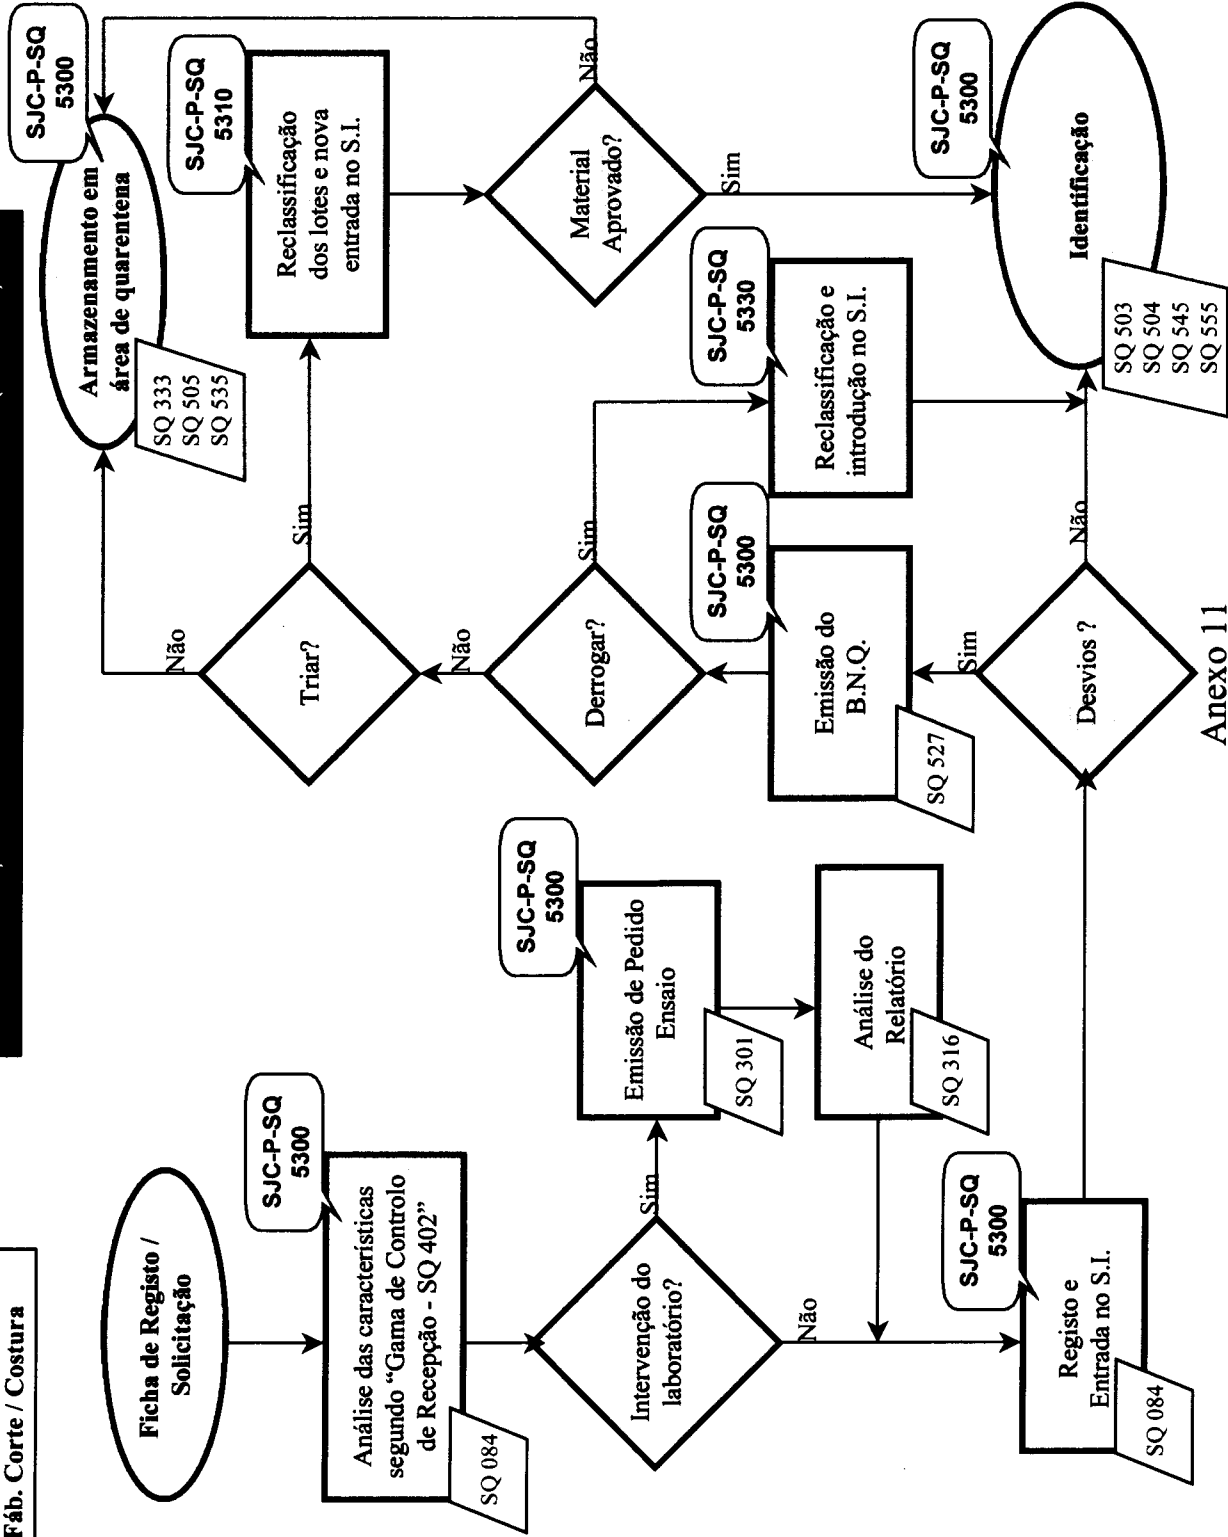 Fáb. Corte / Costura
Ficha de Registo /
Solicitação
SJC-P-SQ
5300
Análise das características
segundo “Gama de Controlo
de Recepção - SQ 402”
SQ 084
Intervenção do
laboratório?
Sim
Não
SJC-P-SQ
5300
Emissão de Pedido
Ensaio
SQ 301
Análise do
Relatório
SQ 316
SJC-P-SQ
5300
Registo e
Entrada no S.I.
SQ 084
Desvios ?
Sim
Não
SJC-P-SQ
5300
Emissão do
B.N.Q.
SQ 527
Derrogar?
Sim
Não
SJC-P-SQ
5330
Reclassificação e
introdução no S.I.
Triar?
Sim
Não
SJC-P-SQ
5310
Reclassificação
dos lotes e nova
entrada no S.I.
Material
Aprovado?
Sim
Não
SJC-P-SQ
5300
Armazenamento em
área de quarentena
SQ 333
SQ 505
SQ 535
SJC-P-SQ
5300
Identificação
SQ 503
SQ 504
SQ 545
SQ 555
Anexo 11